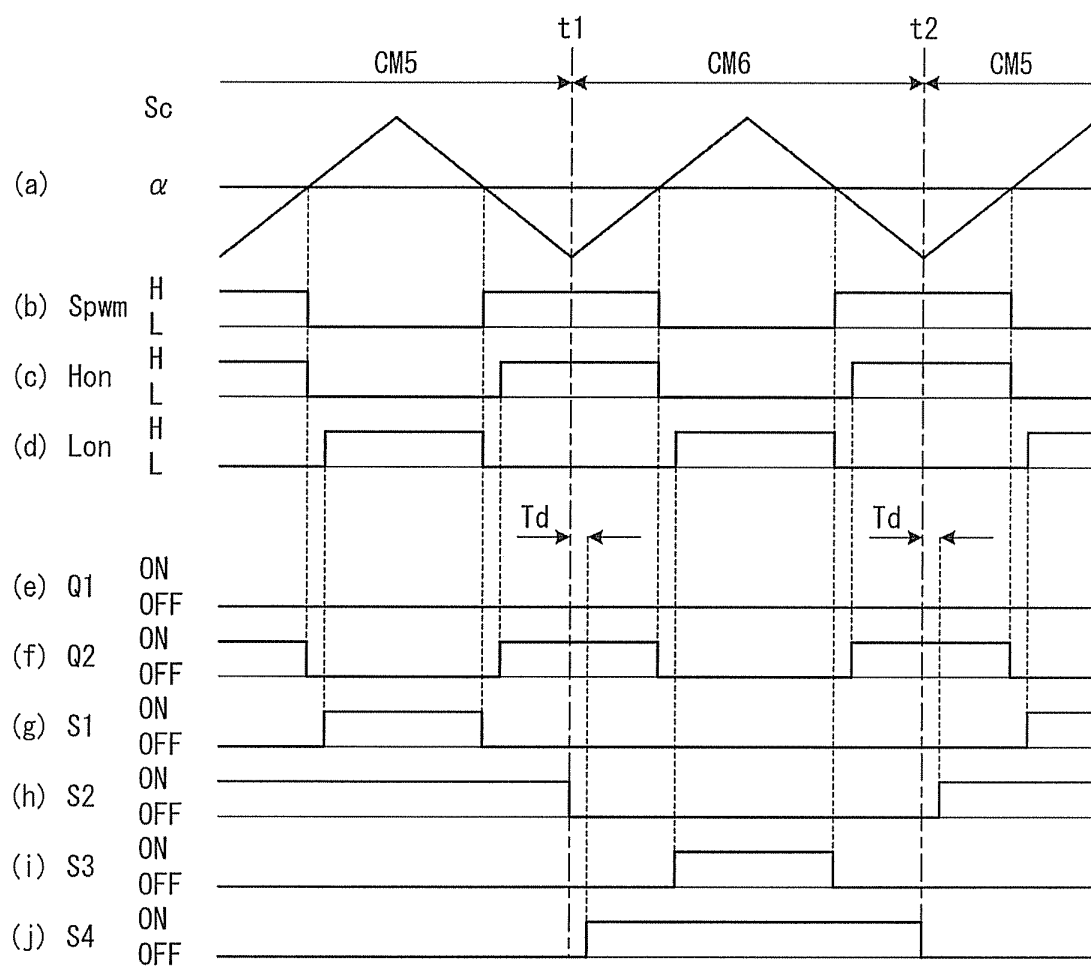 t1 t2
CM5 CM6 CM5
Sc
(a) α
(b) Spwm H L
(c) Hon H L
(d) Lon H L
Td Td
(e) Q1 ON OFF
(f) Q2 ON OFF
(g) S1 ON OFF
(h) S2 ON OFF
(i) S3 ON OFF
(j) S4 ON OFF